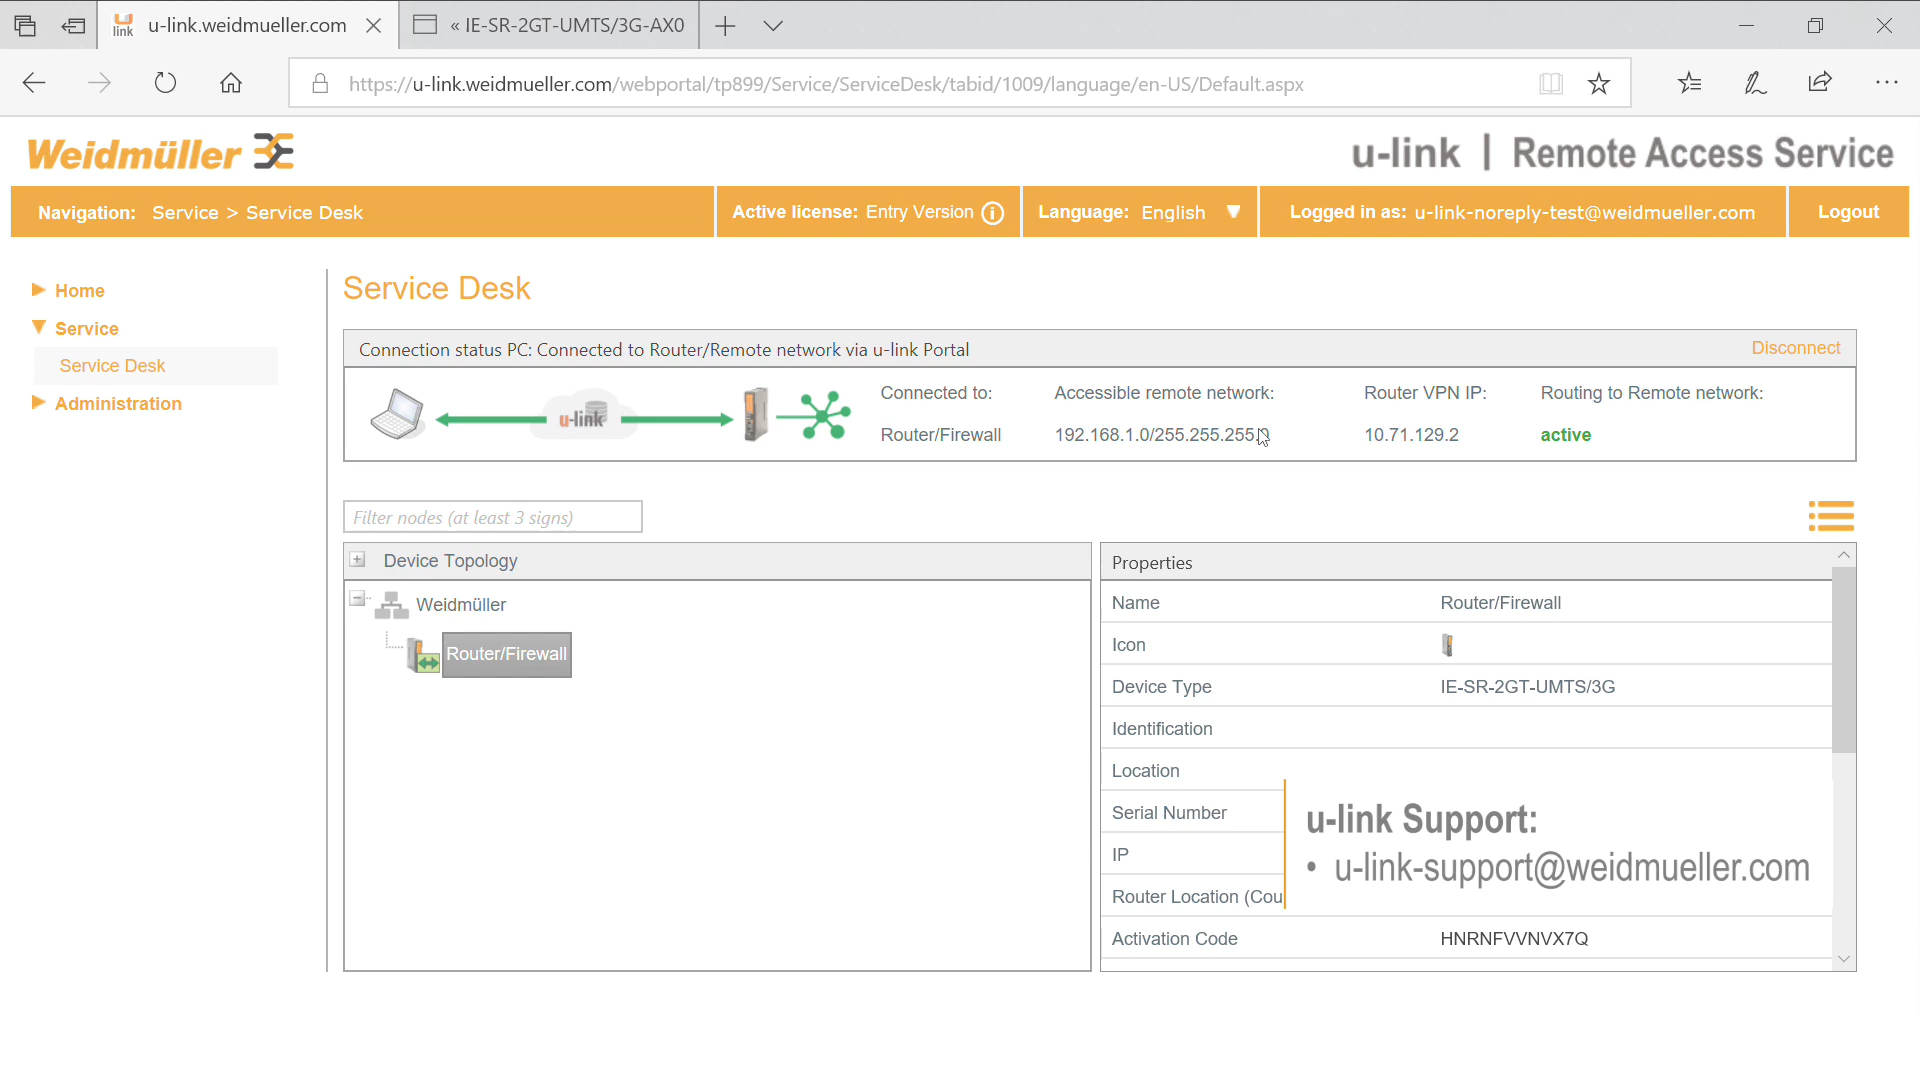 u-link.weidmueller.com
« IE-SR-2GT-UMTS/3G-AX0
https://u-link.weidmueller.com/webportal/tp899/Service/ServiceDesk/tabid/1009/language/en-US/Default.aspx
Weidmüller
u-link | Remote Access Service
Navigation: Service > Service Desk
Active license: Entry Version
Language: English
Logged in as: u-link-noreply-test@weidmueller.com
Logout
Home
Service
Service Desk
Administration
Service Desk
Connection status PC: Connected to Router/Remote network via u-link Portal
Disconnect
u-link
Connected to: Accessible remote network: Router VPN IP: Routing to Remote network:
Router/Firewall 192.168.1.0/255.255.255.0 10.71.129.2 active
Filter nodes (at least 3 signs)
Device Topology
Weidmüller
Router/Firewall
Properties
Name Router/Firewall
Icon
Device Type IE-SR-2GT-UMTS/3G
Identification
Location
Serial Number
IP
Router Location (Cou
Activation Code HNRNFVVNVX7Q
u-link Support:
• u-link-support@weidmueller.com